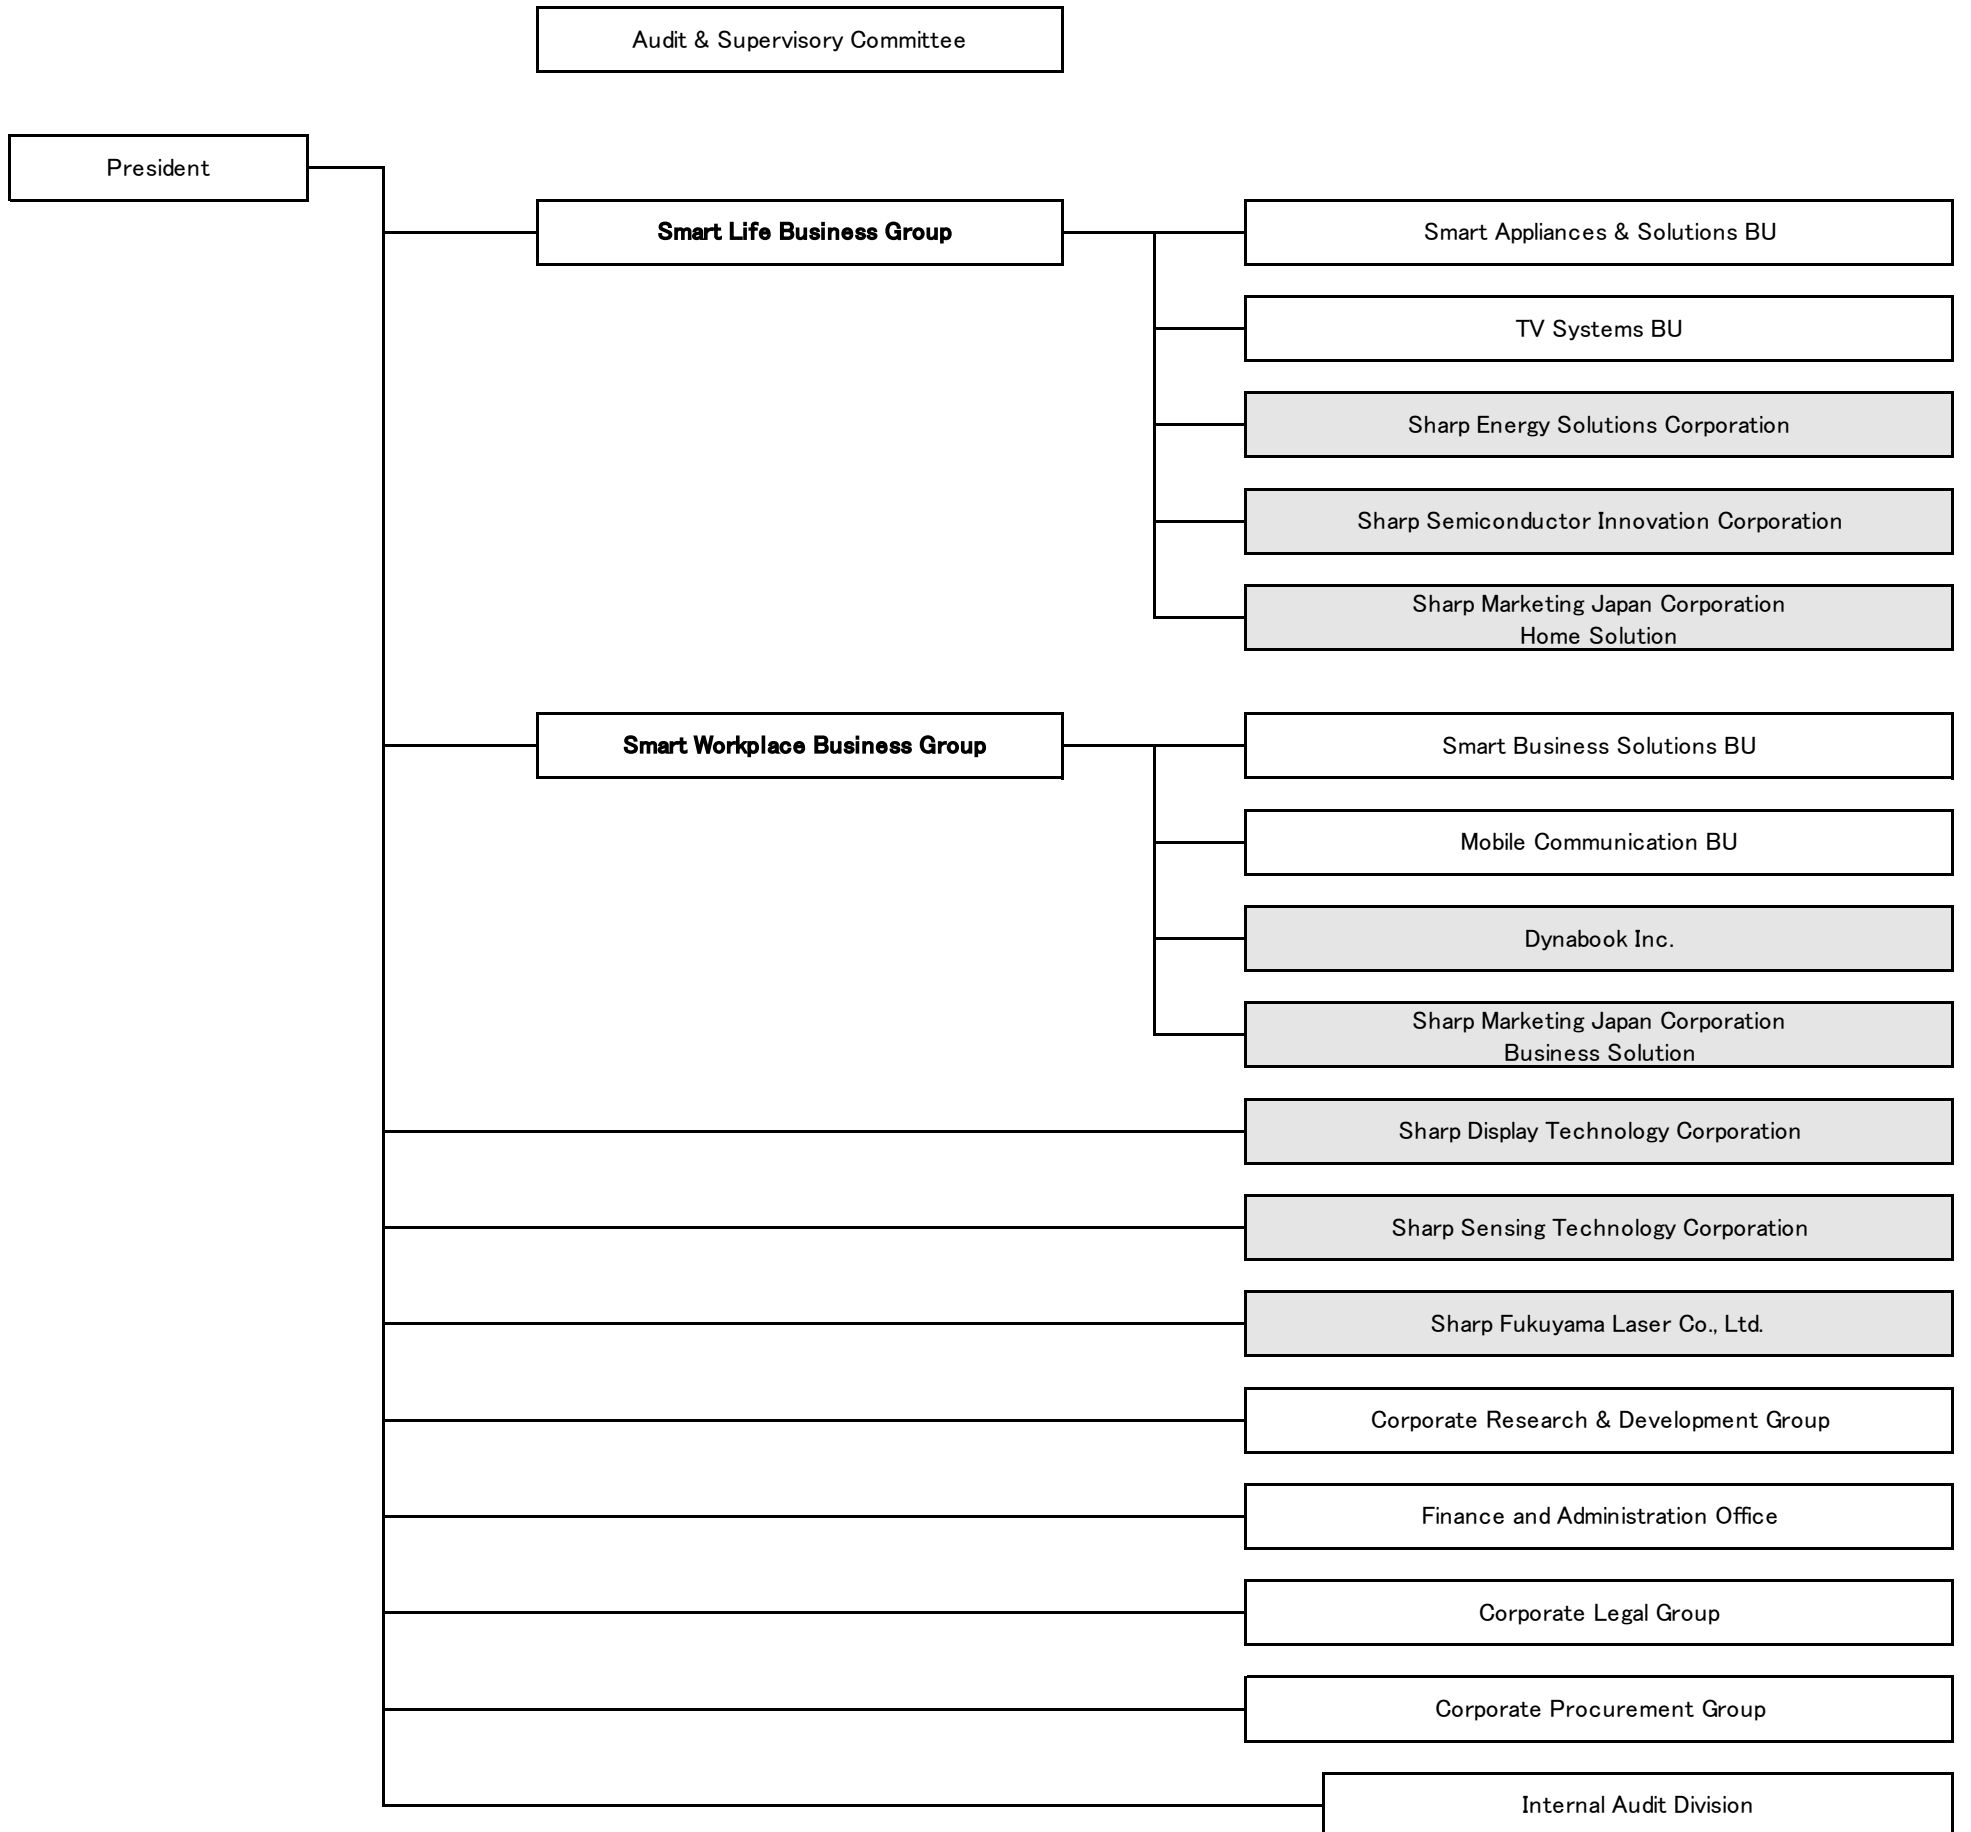 Audit & Supervisory Committee
President
Smart Life Business Group
Smart Appliances & Solutions BU
TV Systems BU
Sharp Energy Solutions Corporation
Sharp Semiconductor Innovation Corporation
Sharp Marketing Japan Corporation
Home Solution
Smart Workplace Business Group
Smart Business Solutions BU
Mobile Communication BU
Dynabook Inc.
Sharp Marketing Japan Corporation
Business Solution
Sharp Display Technology Corporation
Sharp Sensing Technology Corporation
Sharp Fukuyama Laser Co., Ltd.
Corporate Research & Development Group
Finance and Administration Office
Corporate Legal Group
Corporate Procurement Group
Internal Audit Division